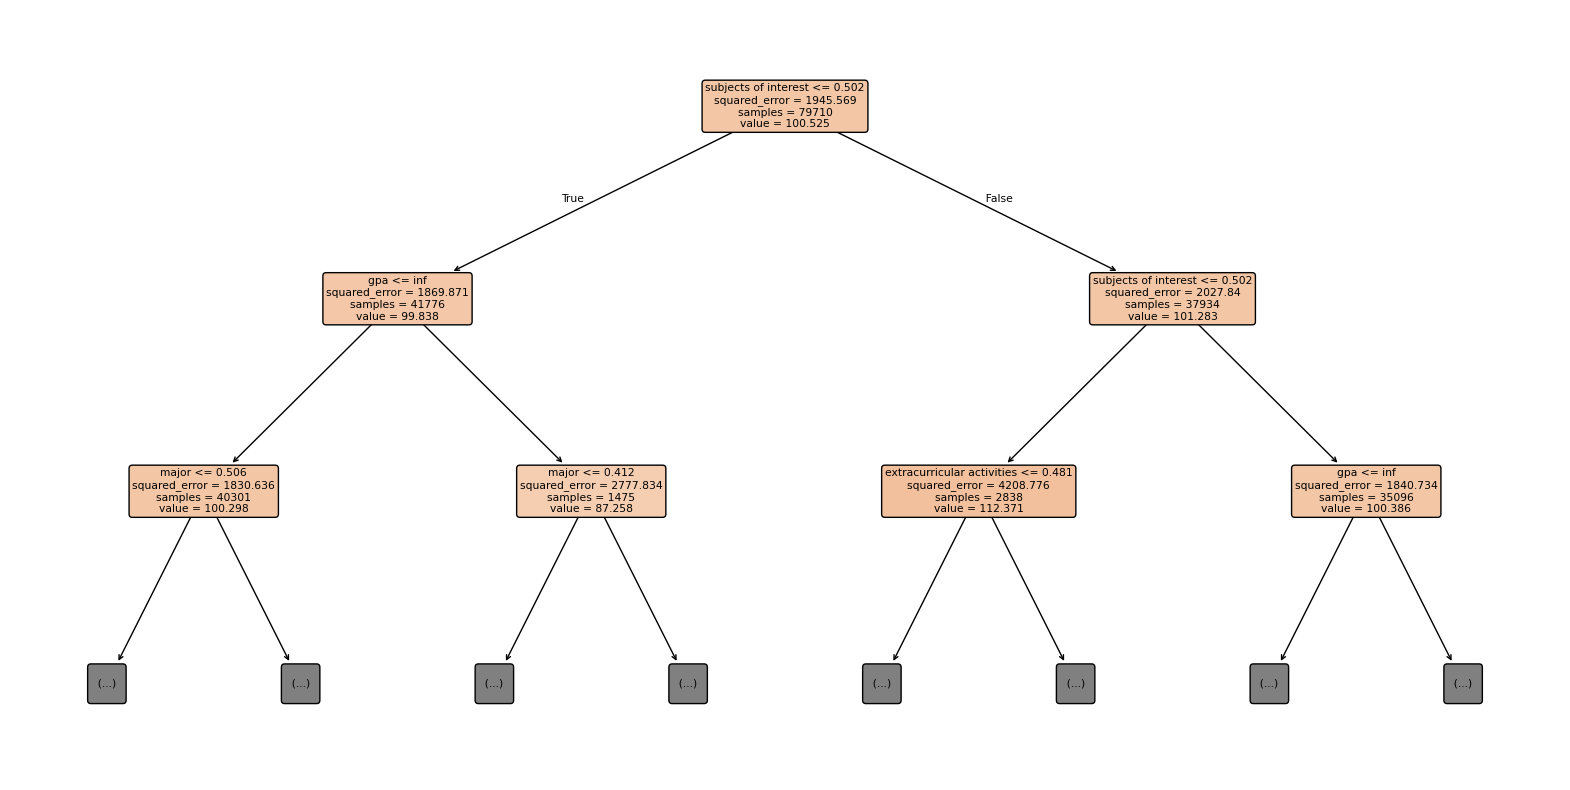 subjects of interest <= 0.502
squared_error = 1945.569
samples = 79710
value = 100.525
True
False
gpa <= inf
squared_error = 1869.871
samples = 41776
value = 99.838
subjects of interest <= 0.502
squared_error = 2027.84
samples = 37934
value = 101.283
major <= 0.506
squared_error = 1830.636
samples = 40301
value = 100.298
major <= 0.412
squared_error = 2777.834
samples = 1475
value = 87.258
extracurricular activities <= 0.481
squared_error = 4208.776
samples = 2838
value = 112.371
gpa <= inf
squared_error = 1840.734
samples = 35096
value = 100.386
(...)
(...)
(...)
(...)
(...)
(...)
(...)
(...)